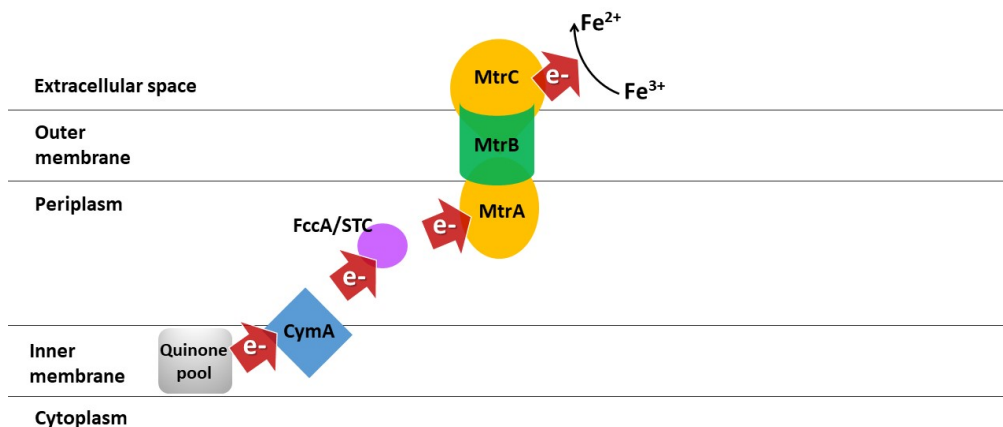 Fe²⁺
Extracellular space
MtrC
e-
Fe³⁺
Outer
membrane
MtrB
Periplasm
MtrA
FccA/STC
e-
e-
CymA
Inner
membrane
Quinone
pool
e-
Cytoplasm